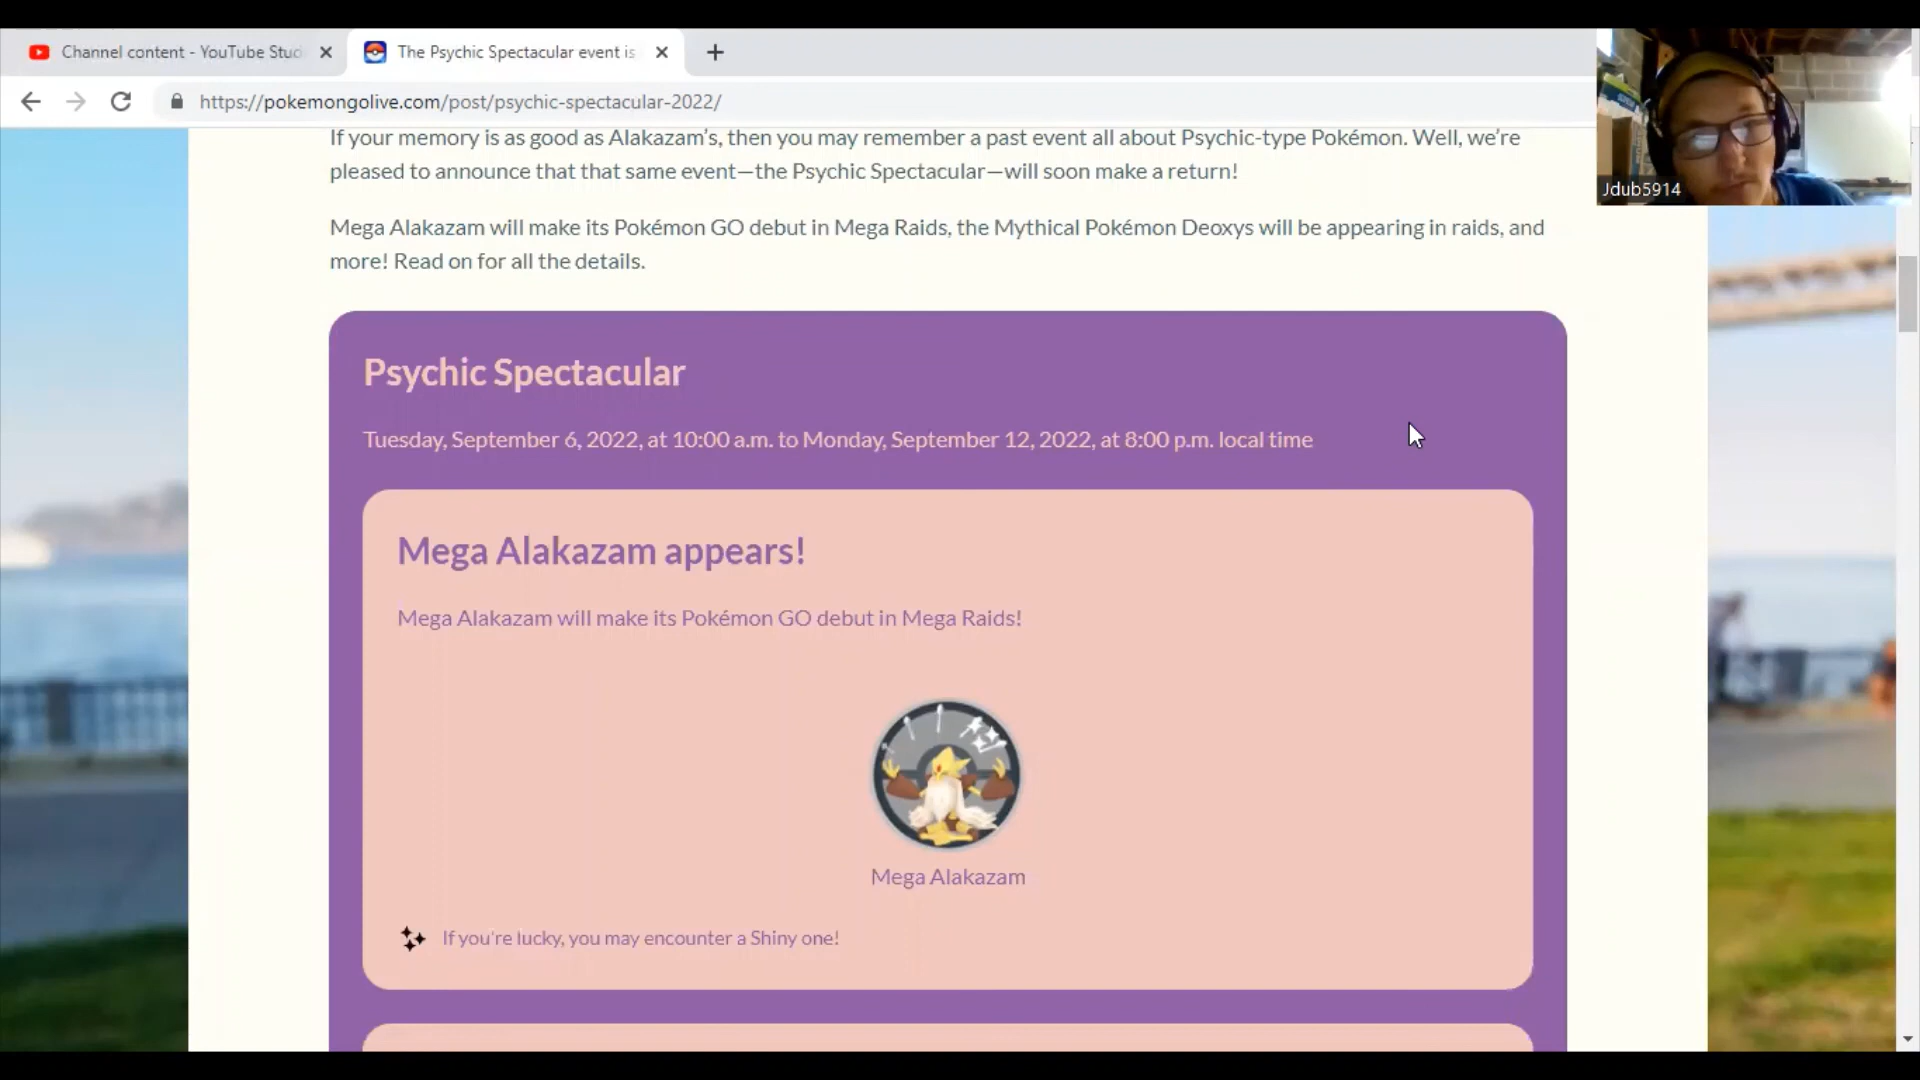 Channel content - YouTube Stud
The Psychic Spectacular event is
https://pokemongolive.com/post/psychic-spectacular-2022/
Jdub5914
If your memory is as good as Alakazam's, then you may remember a past event all about Psychic-type Pokémon. Well, we're
pleased to announce that that same event—the Psychic Spectacular—will soon make a return!
Mega Alakazam will make its Pokémon GO debut in Mega Raids, the Mythical Pokémon Deoxys will be appearing in raids, and
more! Read on for all the details.
Psychic Spectacular
Tuesday, September 6, 2022, at 10:00 a.m. to Monday, September 12, 2022, at 8:00 p.m. local time
Mega Alakazam appears!
Mega Alakazam will make its Pokémon GO debut in Mega Raids!
Mega Alakazam
If you're lucky, you may encounter a Shiny one!